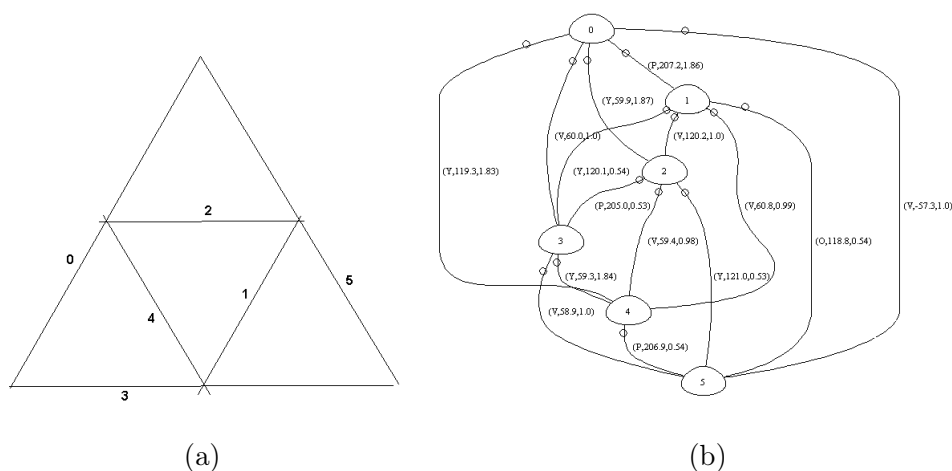 2
0
1
5
4
3
(a)
0
(P,207.2,1.86)
1
(Y,59.9,1.87)
(V,60.0,1.0)
(V,120.2,1.0)
(Y,119.3,1.83)
(Y,120.1,0.54)
2
(V,60.8,0.99)
(P,205.0,0.53)
(V,-57.3,1.0)
3
(V,59.4,0.98)
(O,118.8,0.54)
(Y,59.3,1.84)
(Y,121.0,0.53)
4
(V,58.9,1.0)
(P,206.9,0.54)
5
(b)